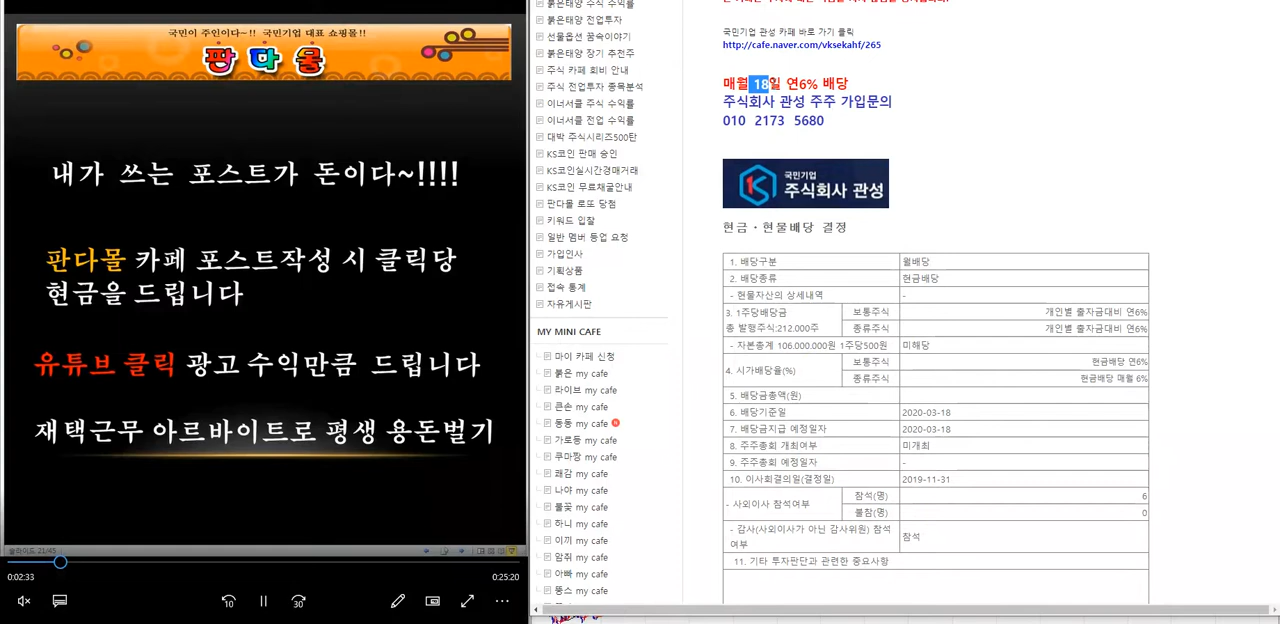 국민이 주인이다~!! 국민기업 대표 쇼핑몰!!
판다몰
내가 쓰는 포스트가 돈이다~!!!!
판다몰 카페 포스트작성 시 클릭당
현금을 드립니다
유튜브 클릭 광고 수익만큼 드립니다
재택근무 아르바이트로 평생 용돈벌기
슬라이드 21/45
0:02:33
0:25:20
10
30
붉은태양 주식 수익률
붉은태양 전업투자
선물옵션 꿈속이야기
붉은태양 장기 추천주
주식 카페 회비 안내
주식 전업투자 종목분석
이너서클 주식 수익률
이너서클 전업 수익률
대박 주식시리즈500탄
KS코인 판매 승인
KS코인실시간경매거래
KS코인 무료채굴안내
판다몰 로또 당첨
키워드 입찰
일반 멤버 등업 요청
가입인사
기획상품
접속 통계
자유게시판
MY MINI CAFE
마이 카페 신청
붉은 my cafe
라이브 my cafe
큰손 my cafe
동동 my cafe
가로등 my cafe
쿠마짱 my cafe
쾌감 my cafe
나야 my cafe
물꽃 my cafe
하니 my cafe
이끼 my cafe
암취 my cafe
아빠 my cafe
뚱스 my cafe
국민기업 관성 카페 바로 가기 클릭
http://cafe.naver.com/vksekahf/265
매월 18일 연6% 배당
주식회사 관성 주주 가입문의
010 2173 5680
국민기업
주식회사 관성
현금ㆍ현물배당 결정
1. 배당구분 월배당
2. 배당종류 현금배당
- 현물자산의 상세내역 -
3. 1주당배당금 보통주식 개인별 출자금대비 연6%
총 발행주식:212.000주 종류주식 개인별 출자금대비 연6%
- 자본총계 106.000.000원 1주당500원 미해당
4. 시가배당율(%) 보통주식 현금배당 연6%
종류주식 현금배당 매월 6%
5. 배당금총액(원)
6. 배당기준일 2020-03-18
7. 배당금지급 예정일자 2020-03-18
8. 주주총회 개최여부 미개최
9. 주주총회 예정일자 -
10. 이사회결의일(결정일) 2019-11-31
- 사외이사 참석여부 참석(명) 6
불참(명) 0
- 감사(사외이사가 아닌 감사위원) 참석
여부 참석
11. 기타 투자판단과 관련한 중요사항